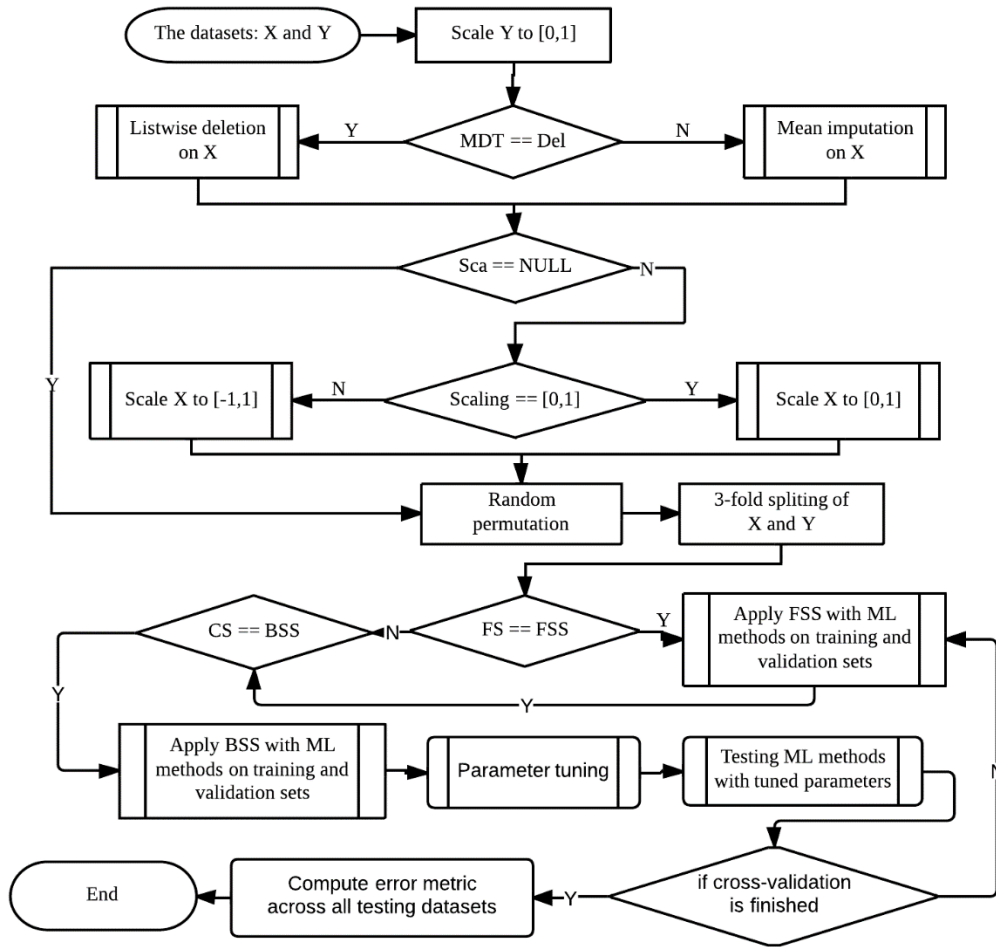 The datasets: X and Y
Scale Y to [0,1]
Listwise deletion
on X
Y
MDT == Del
N
Mean imputation
on X
Sca == NULL
N
Y
Scale X to [-1,1]
N
Scaling == [0,1]
Y
Scale X to [0,1]
Random
permutation
3-fold spliting of
X and Y
CS == BSS
N
FS == FSS
Y
Apply FSS with ML
methods on training and
validation sets
Y
Y
Apply BSS with ML
methods on training and
validation sets
Parameter tuning
Testing ML methods
with tuned parameters
N
End
Compute error metric
across all testing datasets
Y
if cross-validation
is finished